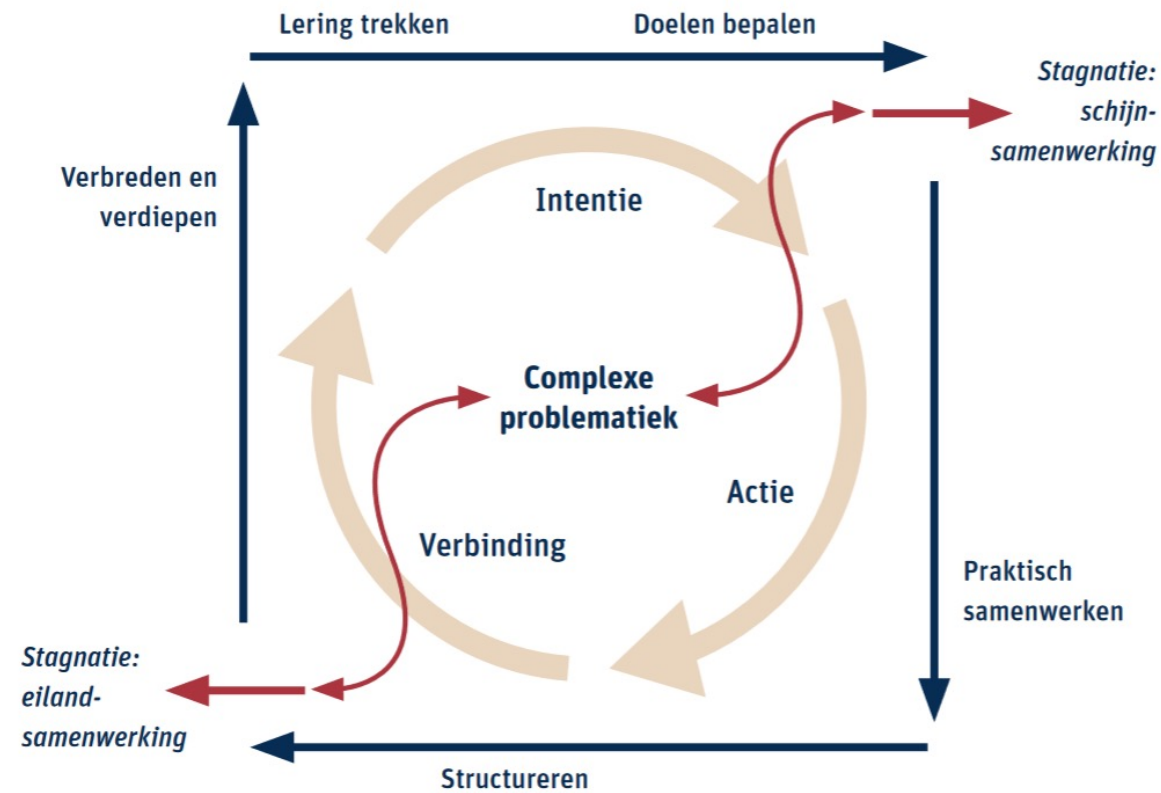 Lering trekken
Doelen bepalen
Stagnatie:
schijn-
samenwerking
Verbreden en
verdiepen
Intentie
Complexe
problematiek
Actie
Verbinding
Praktisch
samenwerken
Stagnatie:
eiland-
samenwerking
Structureren